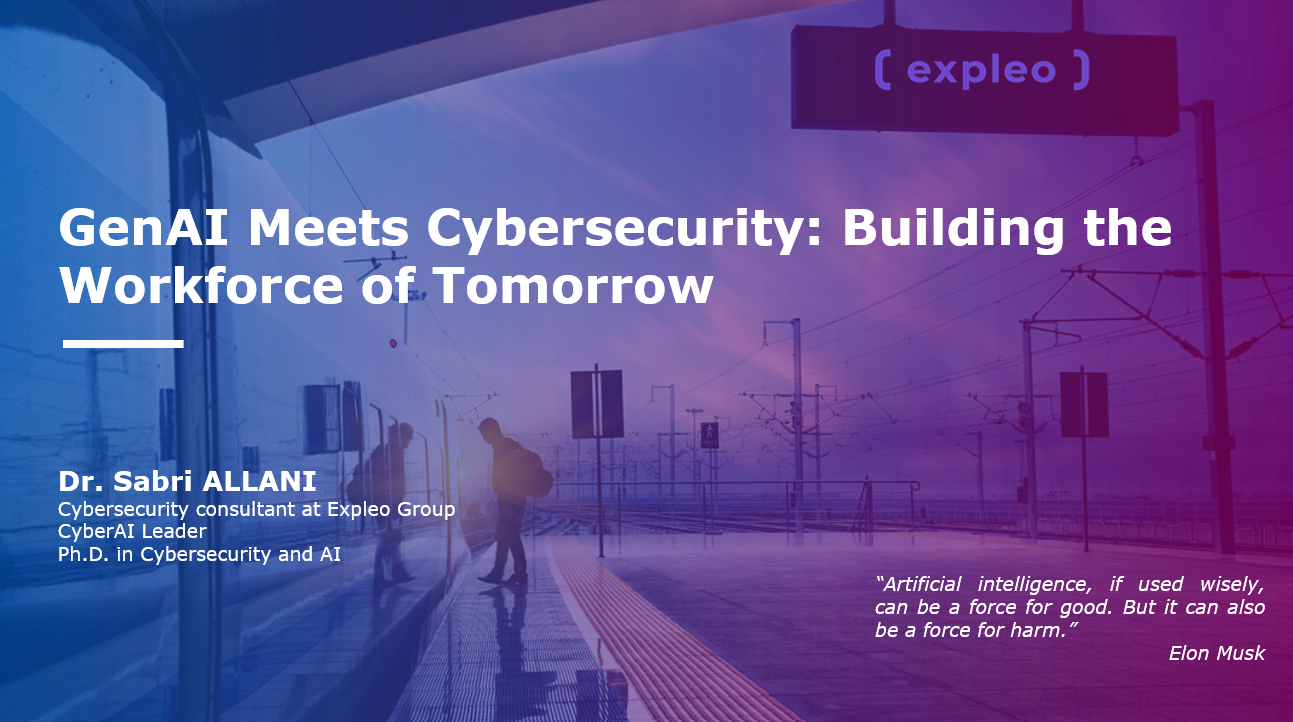 ( expleo )
GenAI Meets Cybersecurity: Building the
Workforce of Tomorrow
Dr. Sabri ALLANI
Cybersecurity consultant at Expleo Group
CyberAI Leader
Ph.D. in Cybersecurity and AI
“Artificial intelligence, if used wisely,
can be a force for good. But it can also
be a force for harm.”
Elon Musk